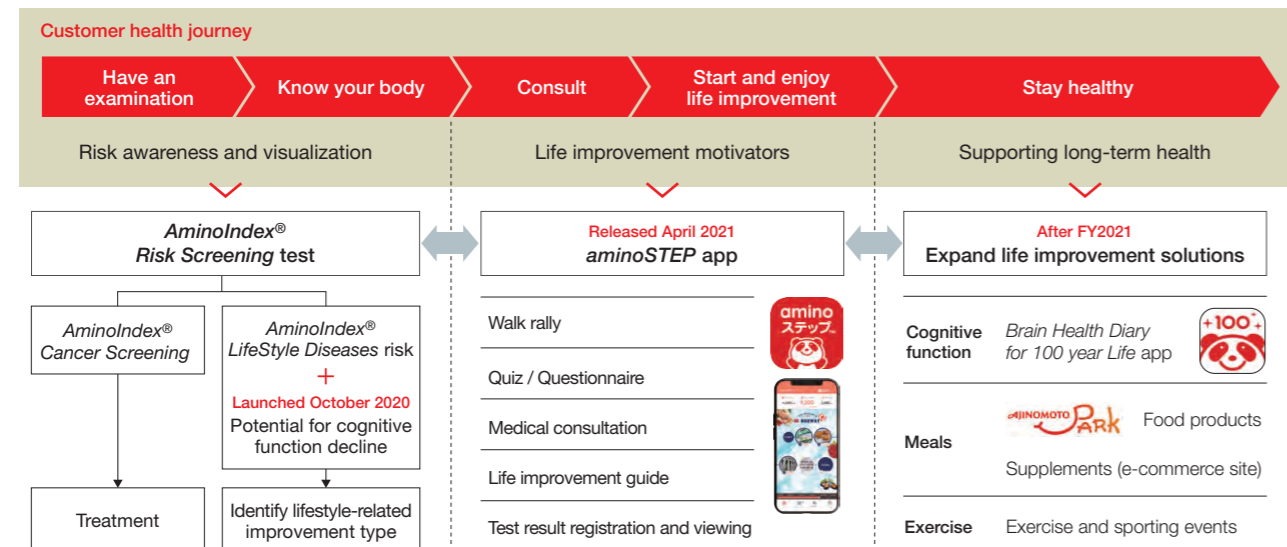 Customer health journey
Have an
examination
Know your body
Consult
Start and enjoy
life improvement
Stay healthy
Risk awareness and visualization
Life improvement motivators
Supporting long-term health
AminoIndex®
Risk Screening test
AminoIndex®
Cancer Screening
Treatment
AminoIndex®
LifeStyle Diseases risk
+
Launched October 2020
Potential for cognitive
function decline
Identify lifestyle-related
improvement type
Released April 2021
aminoSTEP app
Walk rally
Quiz / Questionnaire
Medical consultation
Life improvement guide
Test result registration and viewing
amino
ステップ
After FY2021
Expand life improvement solutions
Cognitive
function
Brain Health Diary
for 100 year Life app
+100+
Meals
AJINOMOTO PARK
Food products
Supplements (e-commerce site)
Exercise
Exercise and sporting events